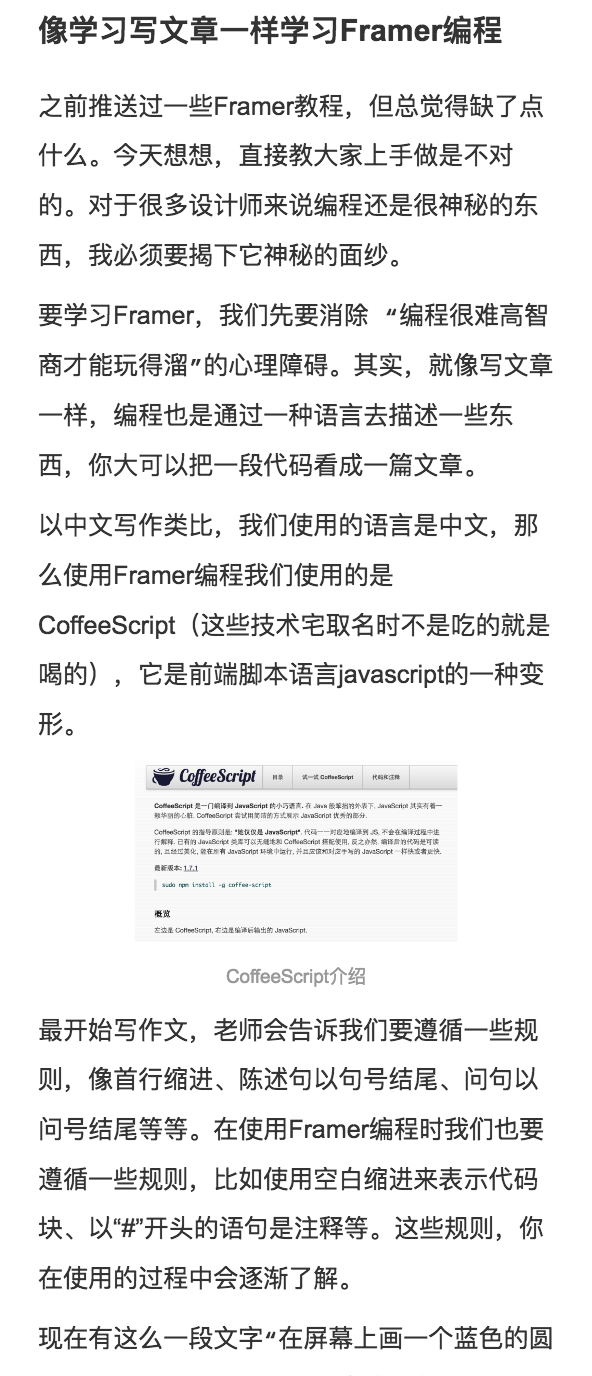 像学习写文章一样学习Framer编程
之前推送过一些Framer教程，但总觉得缺了点
什么。今天想想，直接教大家上手做是不对
的。对于很多设计师来说编程还是很神秘的东
西，我必须要揭下它神秘的面纱。
要学习Framer，我们先要消除 “编程很难高智
商才能玩得溜”的心理障碍。其实，就像写文章
一样，编程也是通过一种语言去描述一些东
西，你大可以把一段代码看成一篇文章。
以中文写作类比，我们使用的语言是中文，那
么使用Framer编程我们使用的是
CoffeeScript（这些技术宅取名时不是吃的就是
喝的），它是前端脚本语言javascript的一种变
形。
CoffeeScript 目录 试一试 CoffeeScript 代码和注释
CoffeeScript 是一门编译到 JavaScript 的小巧语言. 在 Java 般笨拙的外表下, JavaScript 其实有着一
颗华丽的心脏. CoffeeScript 尝试用简洁的方式展示 JavaScript 优秀的部分.
CoffeeScript 的指导原则是: "她仅仅是 JavaScript". 代码一一对应地编译到 JS, 不会在编译过程中进
行解释. 已有的 JavaScript 类库可以无缝地和 CoffeeScript 搭配使用, 反之亦然. 编译后的代码是可读
的, 且经过美化, 能在所有 JavaScript 环境中运行, 并且应该和对应手写的 JavaScript 一样快或者更快.
最新版本: 1.7.1
sudo npm install -g coffee-script
概览
左边是 CoffeeScript, 右边是编译后输出的 JavaScript.
CoffeeScript介绍
最开始写作文，老师会告诉我们要遵循一些规
则，像首行缩进、陈述句以句号结尾、问句以
问号结尾等等。在使用Framer编程时我们也要
遵循一些规则，比如使用空白缩进来表示代码
块、以“#”开头的语句是注释等。这些规则，你
在使用的过程中会逐渐了解。
现在有这么一段文字“在屏幕上画一个蓝色的圆